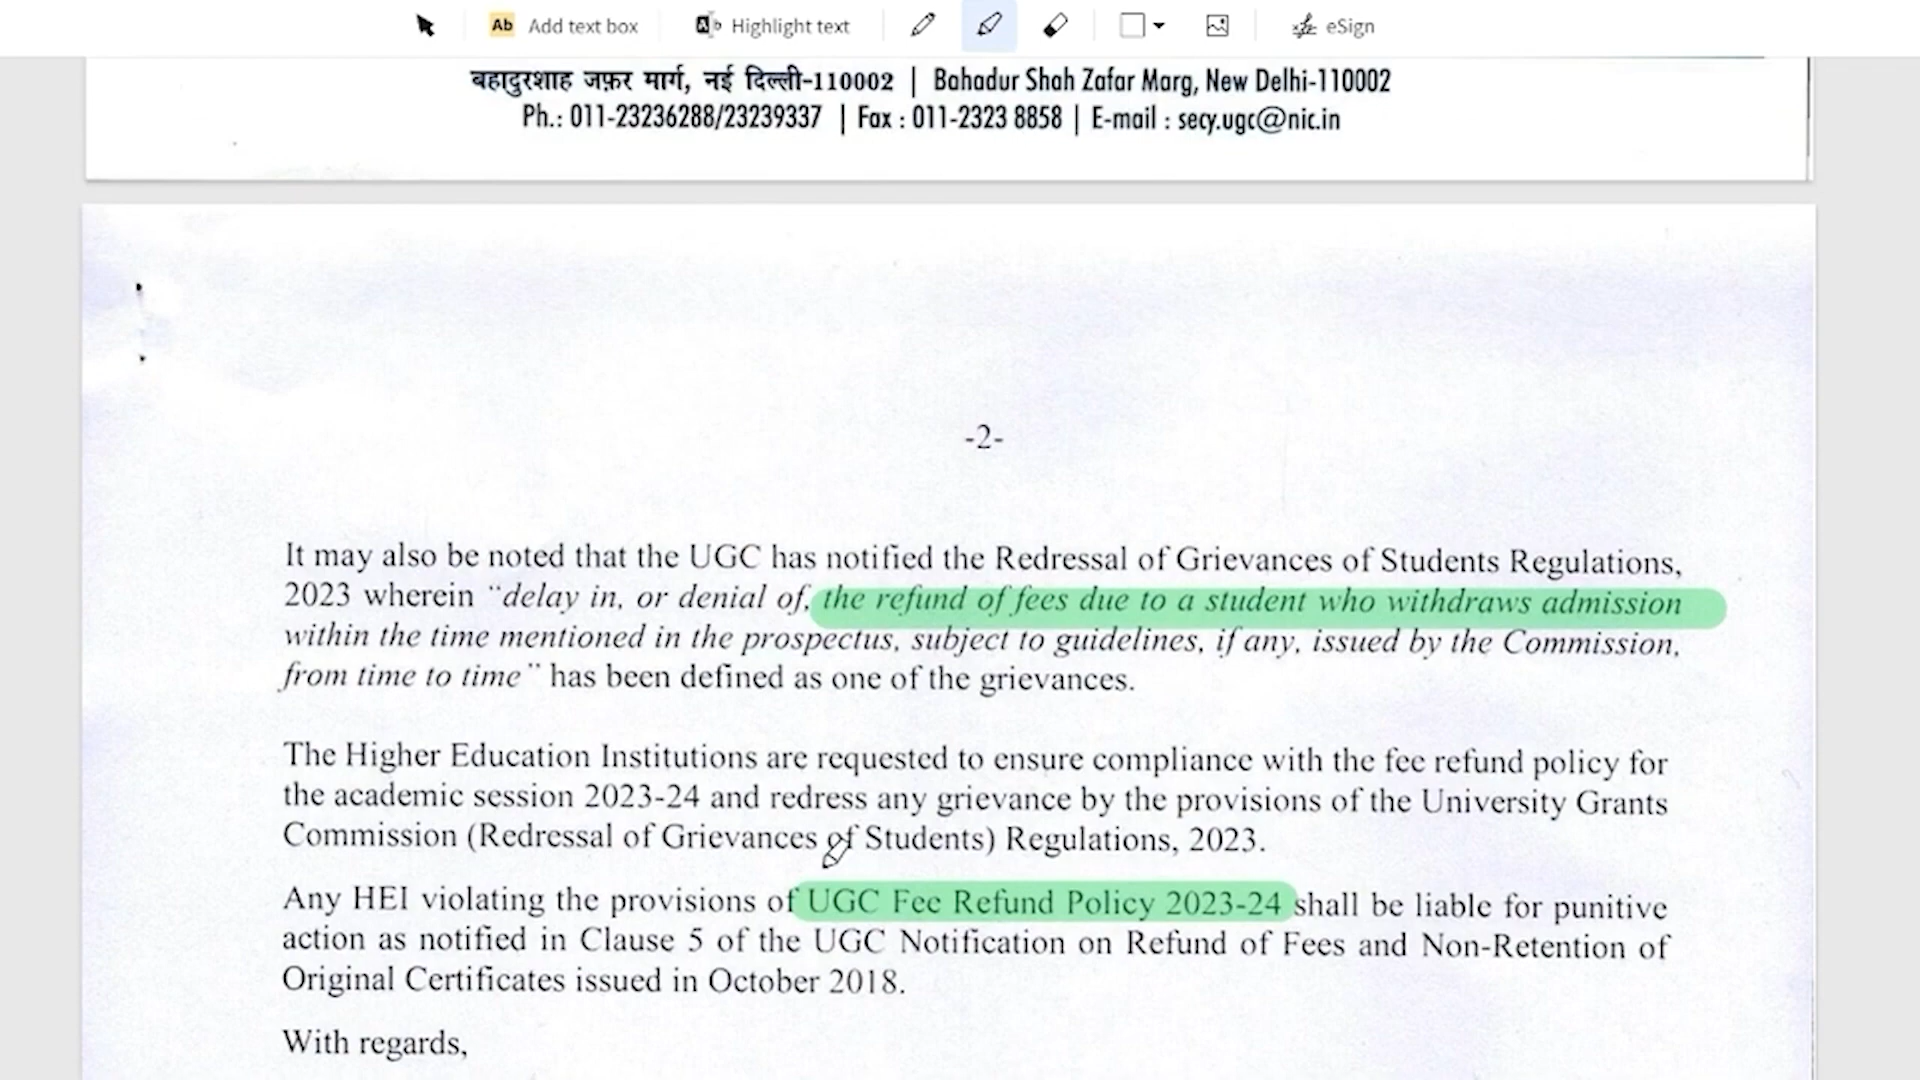 Ab Add text box Highlight text eSign
बहादुरशाह जफ़र मार्ग, नई दिल्ली-110002 | Bahadur Shah Zafar Marg, New Delhi-110002
Ph.: 011-23236288/23239337 | Fax : 011-2323 8858 | E-mail : secy.ugc@nic.in
-2-
It may also be noted that the UGC has notified the Redressal of Grievances of Students Regulations,
2023 wherein "delay in, or denial of, the refund of fees due to a student who withdraws admission
within the time mentioned in the prospectus, subject to guidelines, if any, issued by the Commission,
from time to time" has been defined as one of the grievances.
The Higher Education Institutions are requested to ensure compliance with the fee refund policy for
the academic session 2023-24 and redress any grievance by the provisions of the University Grants
Commission (Redressal of Grievances of Students) Regulations, 2023.
Any HEI violating the provisions of UGC Fee Refund Policy 2023-24 shall be liable for punitive
action as notified in Clause 5 of the UGC Notification on Refund of Fees and Non-Retention of
Original Certificates issued in October 2018.
With regards,